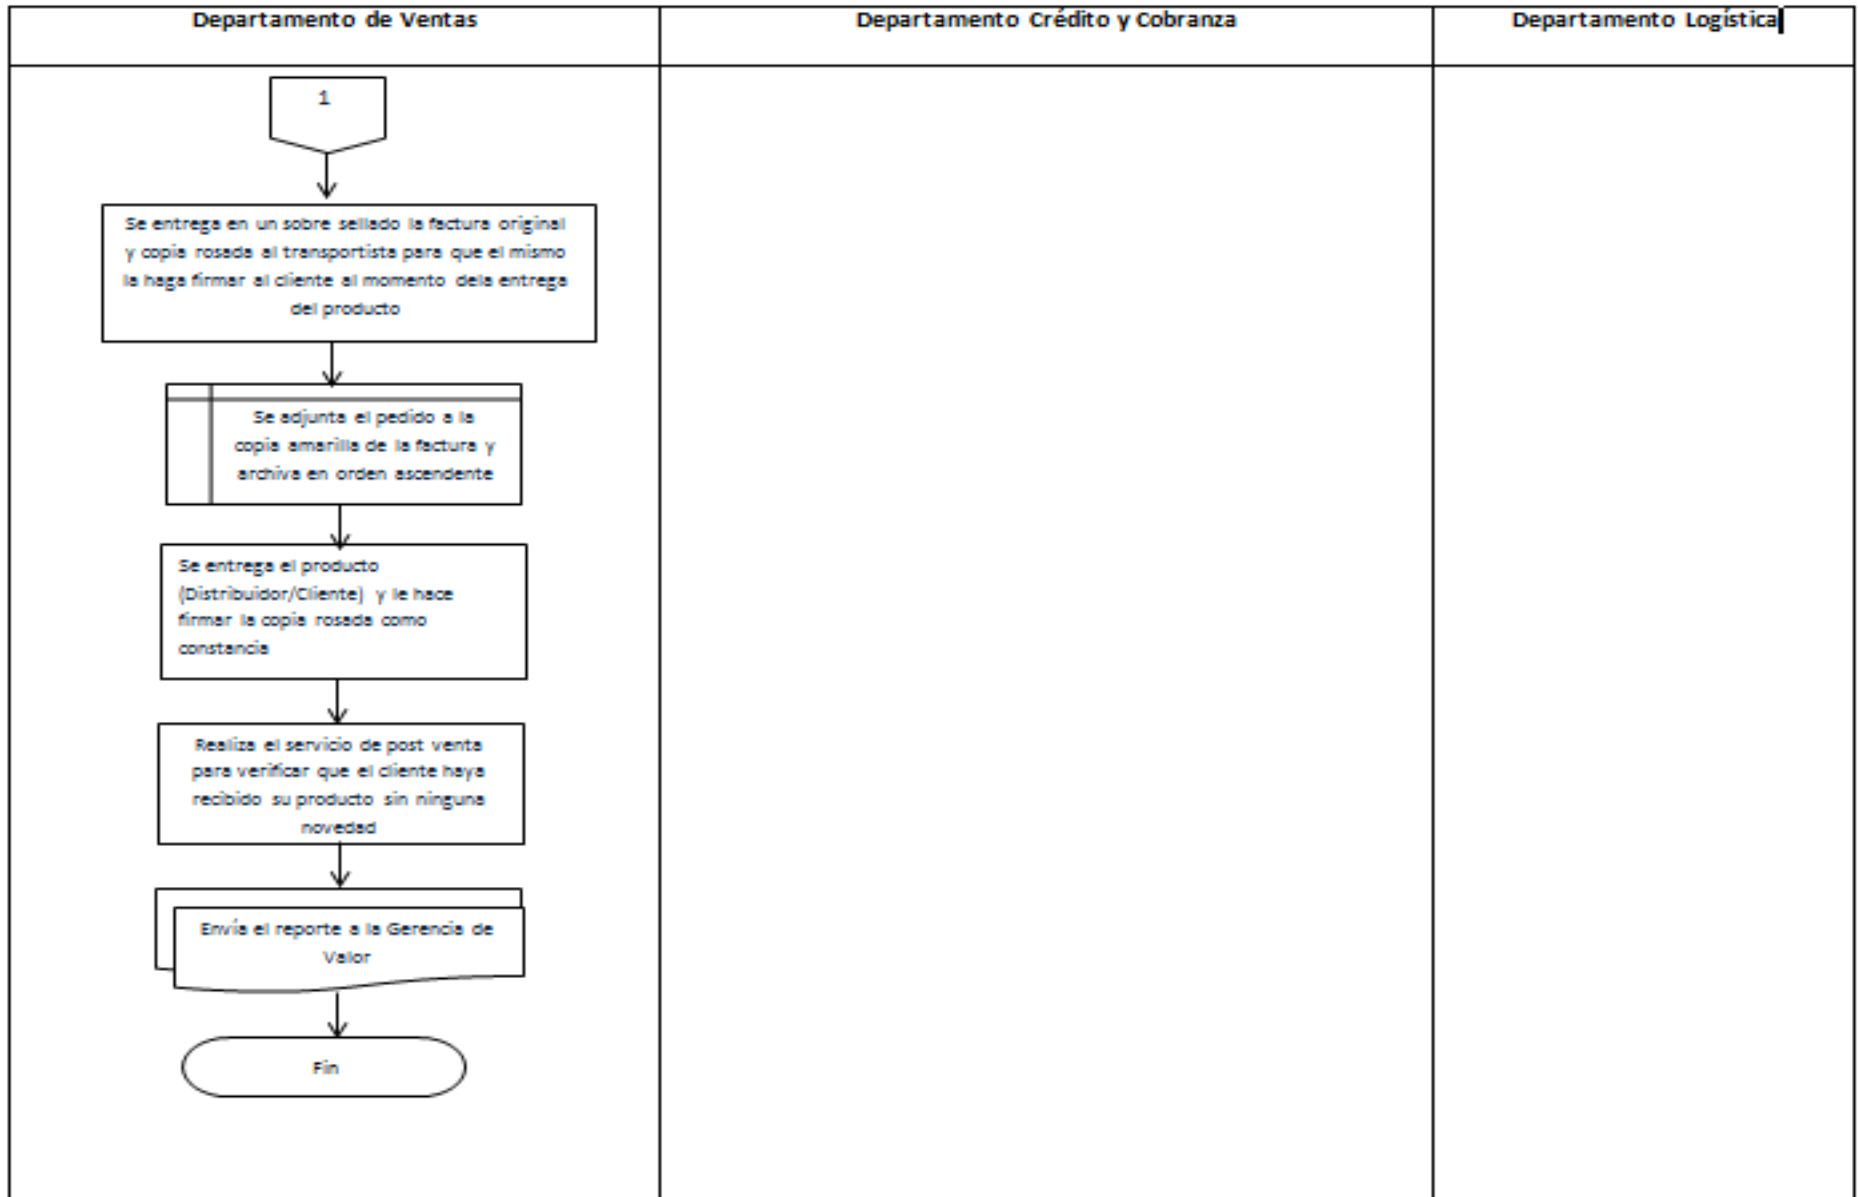 Departamento de Ventas
Departamento Crédito y Cobranza
Departamento Logística
1
Se entrega en un sobre sellado la factura original
y copia rosada al transportista para que el mismo
la haga firmar al cliente al momento dela entrega
del producto
Se adjunta el pedido a la
copia amarilla de la factura y
archiva en orden ascendente
Se entrega el producto
(Distribuidor/Cliente) y le hace
firmar la copia rosada como
constancia
Realiza el servicio de post venta
para verificar que el cliente haya
recibido su producto sin ninguna
novedad
Envía el reporte a la Gerencia de
Valor
Fin